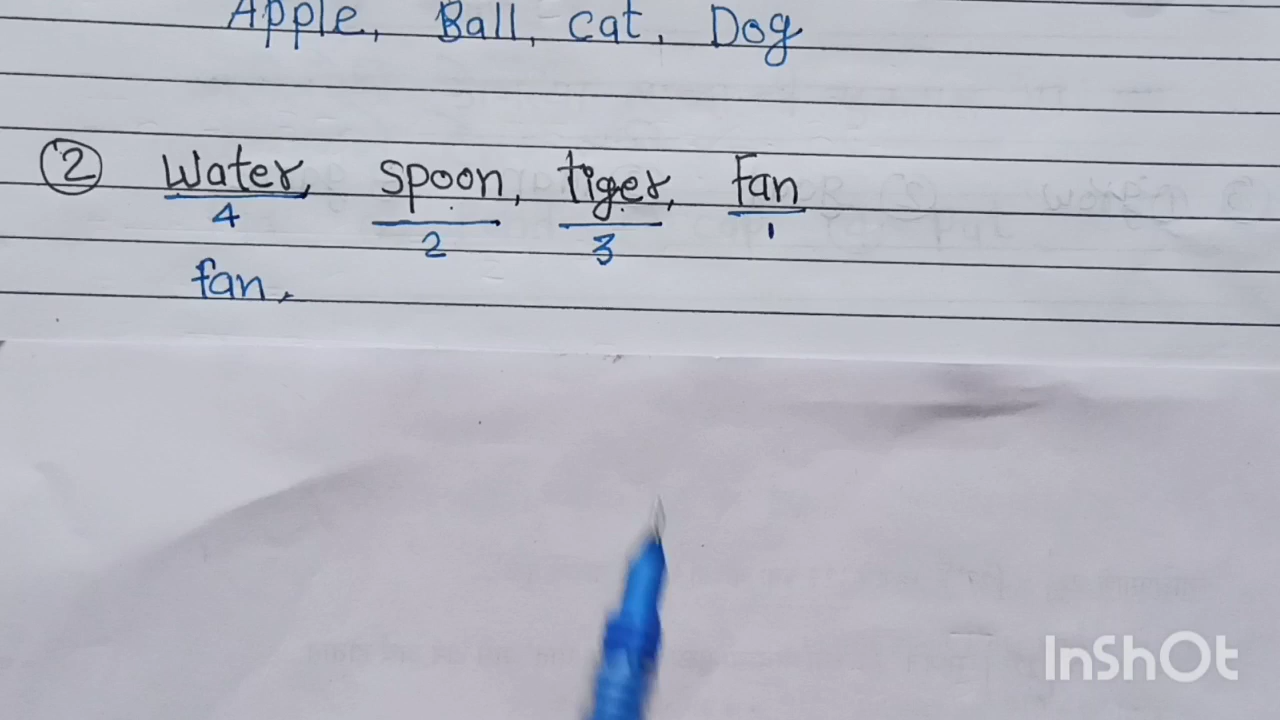 Apple, Ball, cat, Dog
② Water, spoon, tiger, Fan
4 2 3 1
fan,
InShOt